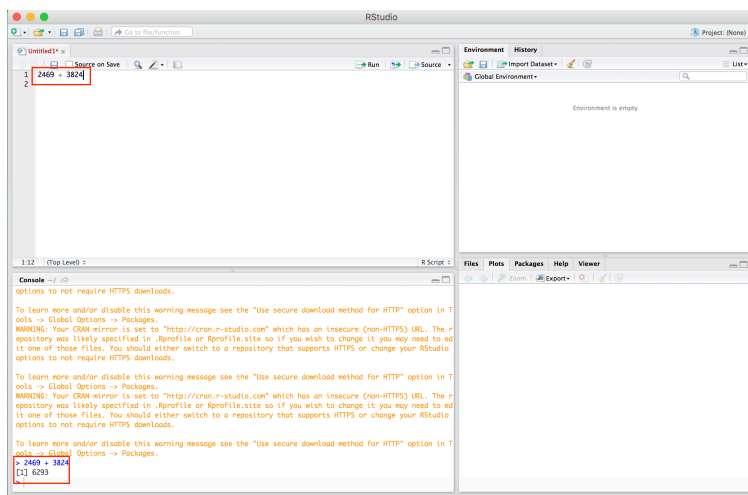 RStudio
Go to file/function
Project: (None)
Untitled1*
Source on Save
Run
Source
1 2469 + 3824
2
1:12 (Top Level)
R Script
Environment History
Import Dataset
List
Global Environment
Environment is empty
Console ~/
options to not require HTTPS downloads.
To learn more and/or disable this warning message see the "Use secure download method for HTTP" option in T
ools -> Global Options -> Packages.
WARNING: Your CRAN mirror is set to "http://cran.r-studio.com" which has an insecure (non-HTTPS) URL. The r
epository was likely specified in .Rprofile or Rprofile.site so if you wish to change it you may need to ed
it one of those files. You should either switch to a repository that supports HTTPS or change your RStudio
options to not require HTTPS downloads.
To learn more and/or disable this warning message see the "Use secure download method for HTTP" option in T
ools -> Global Options -> Packages.
WARNING: Your CRAN mirror is set to "http://cran.r-studio.com" which has an insecure (non-HTTPS) URL. The r
epository was likely specified in .Rprofile or Rprofile.site so if you wish to change it you may need to ed
it one of those files. You should either switch to a repository that supports HTTPS or change your RStudio
options to not require HTTPS downloads.
To learn more and/or disable this warning message see the "Use secure download method for HTTP" option in T
ools -> Global Options -> Packages.
> 2469 + 3824
[1] 6293
>
Files Plots Packages Help Viewer
Zoom Export